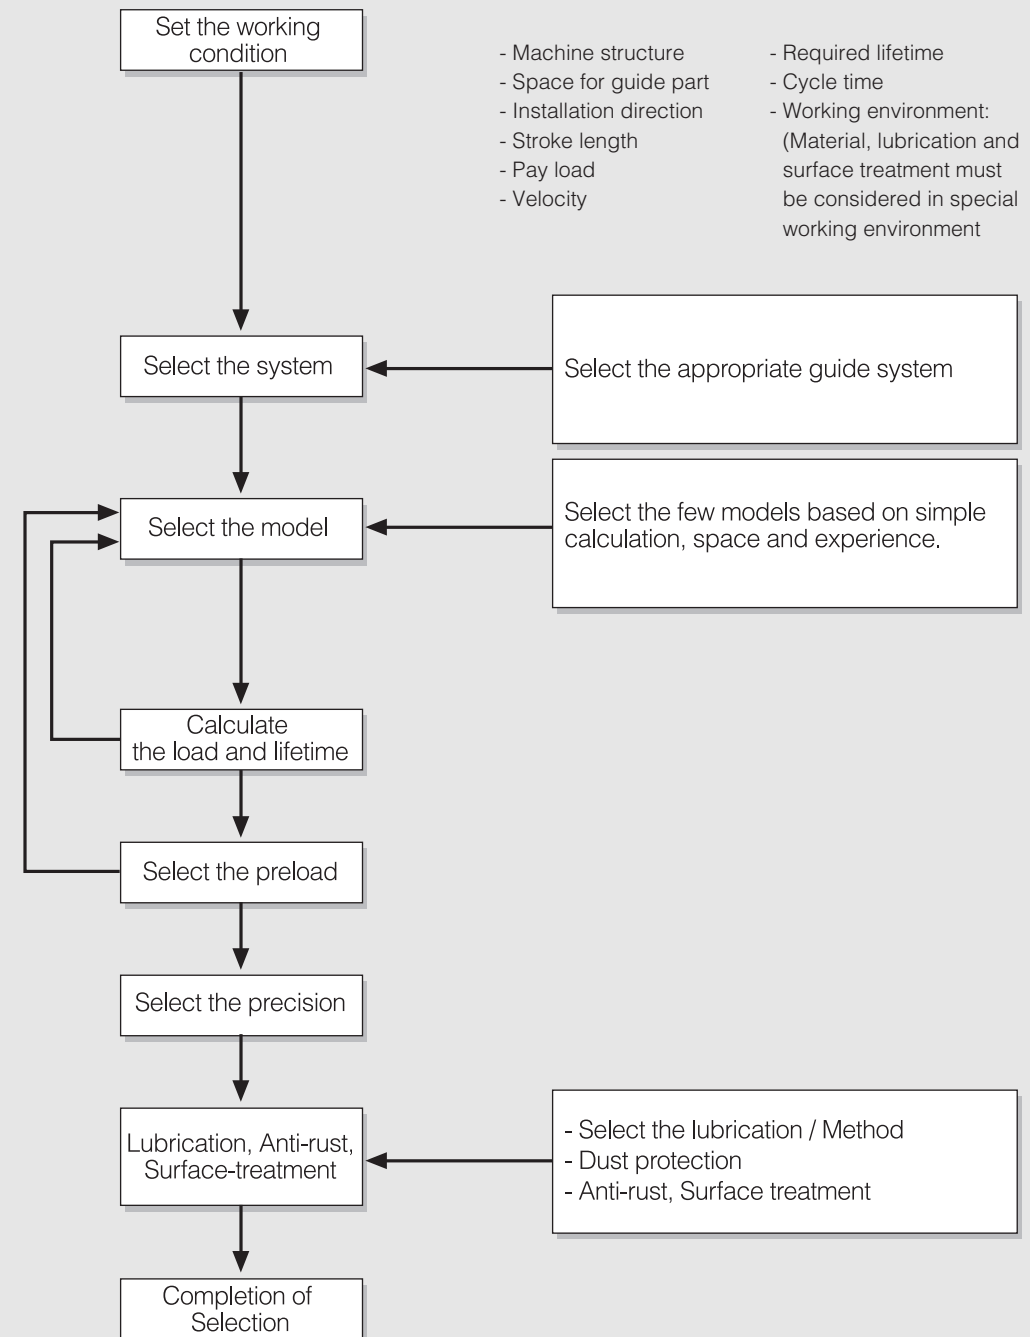 Set the working
condition
- Machine structure
- Space for guide part
- Installation direction
- Stroke length
- Pay load
- Velocity
- Required lifetime
- Cycle time
- Working environment:
(Material, lubrication and
surface treatment must
be considered in special
working environment
Select the system
Select the appropriate guide system
Select the model
Select the few models based on simple
calculation, space and experience.
Calculate
the load and lifetime
Select the preload
Select the precision
Lubrication, Anti-rust,
Surface-treatment
- Select the lubrication / Method
- Dust protection
- Anti-rust, Surface treatment
Completion of
Selection